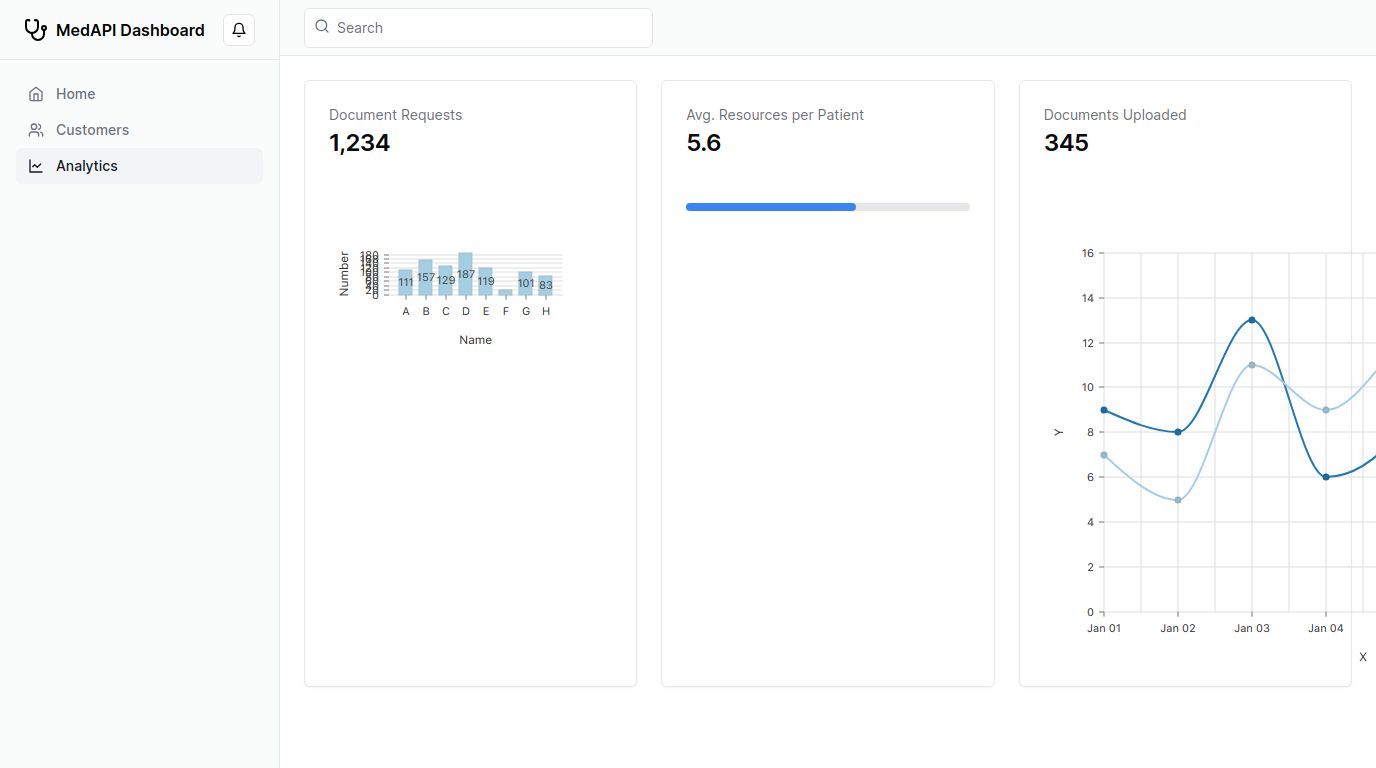 MedAPI Dashboard
Search
Home
Customers
Analytics
Document Requests
1,234
Number
180
0
111
157
129
187
119
101
83
A B C D E F G H
Name
Avg. Resources per Patient
5.6
Documents Uploaded
345
16
14
12
10
8
6
4
2
0
Y
Jan 01 Jan 02 Jan 03 Jan 04
X